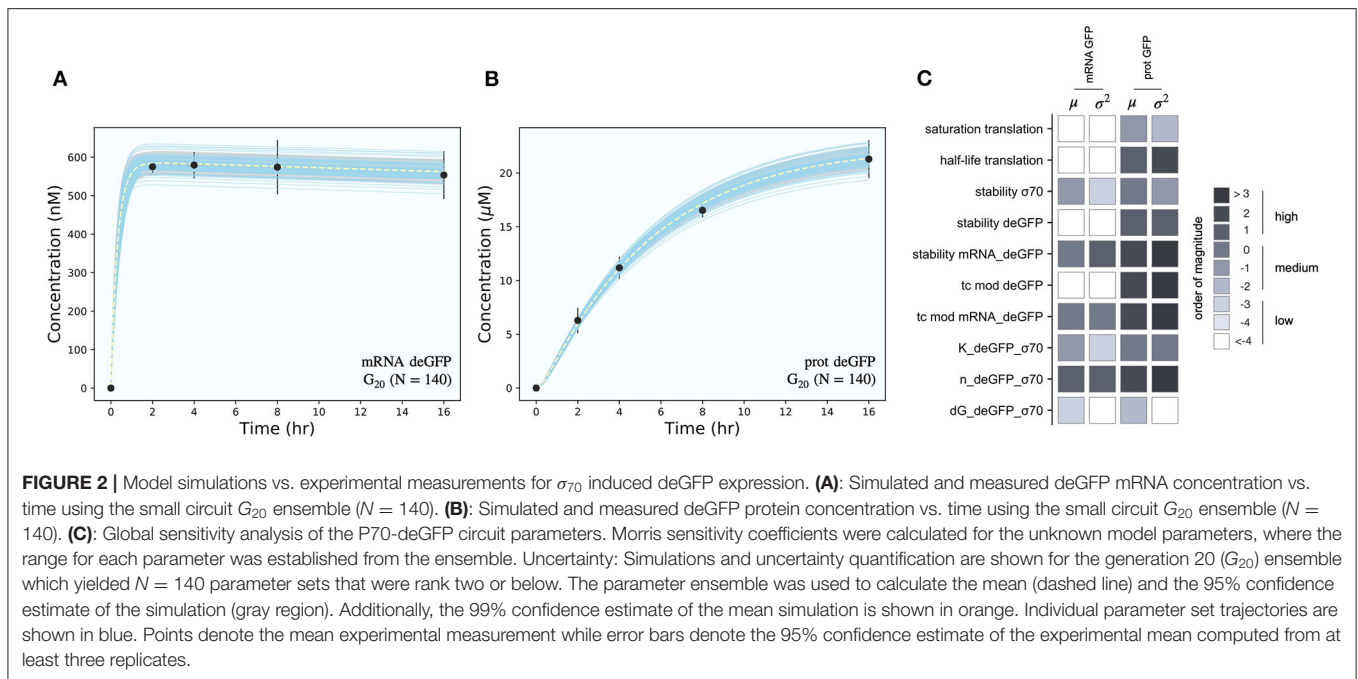 A
B
C
mRNA GFP
prot GFP
μ σ² μ σ²
Concentration (nM)
600
500
400
300
200
100
0
0 2 4 6 8 10 12 14 16
Time (hr)
mRNA deGFP
G₂₀ (N = 140)
Concentration (μM)
20
15
10
5
0
0 2 4 6 8 10 12 14 16
Time (hr)
prot deGFP
G₂₀ (N = 140)
saturation translation
half-life translation
stability σ70
stability deGFP
stability mRNA_deGFP
tc mod deGFP
tc mod mRNA_deGFP
K_deGFP_σ70
n_deGFP_σ70
dG_deGFP_σ70
order of magnitude
> 3
2
1
0
-1
-2
-3
-4
<-4
high
medium
low
FIGURE 2 | Model simulations vs. experimental measurements for σ₇₀ induced deGFP expression. (A): Simulated and measured deGFP mRNA concentration vs.
time using the small circuit G₂₀ ensemble (N = 140). (B): Simulated and measured deGFP protein concentration vs. time using the small circuit G₂₀ ensemble (N =
140). (C): Global sensitivity analysis of the P70-deGFP circuit parameters. Morris sensitivity coefficients were calculated for the unknown model parameters, where the
range for each parameter was established from the ensemble. Uncertainty: Simulations and uncertainty quantification are shown for the generation 20 (G₂₀) ensemble
which yielded N = 140 parameter sets that were rank two or below. The parameter ensemble was used to calculate the mean (dashed line) and the 95% confidence
estimate of the simulation (gray region). Additionally, the 99% confidence estimate of the mean simulation is shown in orange. Individual parameter set trajectories are
shown in blue. Points denote the mean experimental measurement while error bars denote the 95% confidence estimate of the experimental mean computed from at
least three replicates.